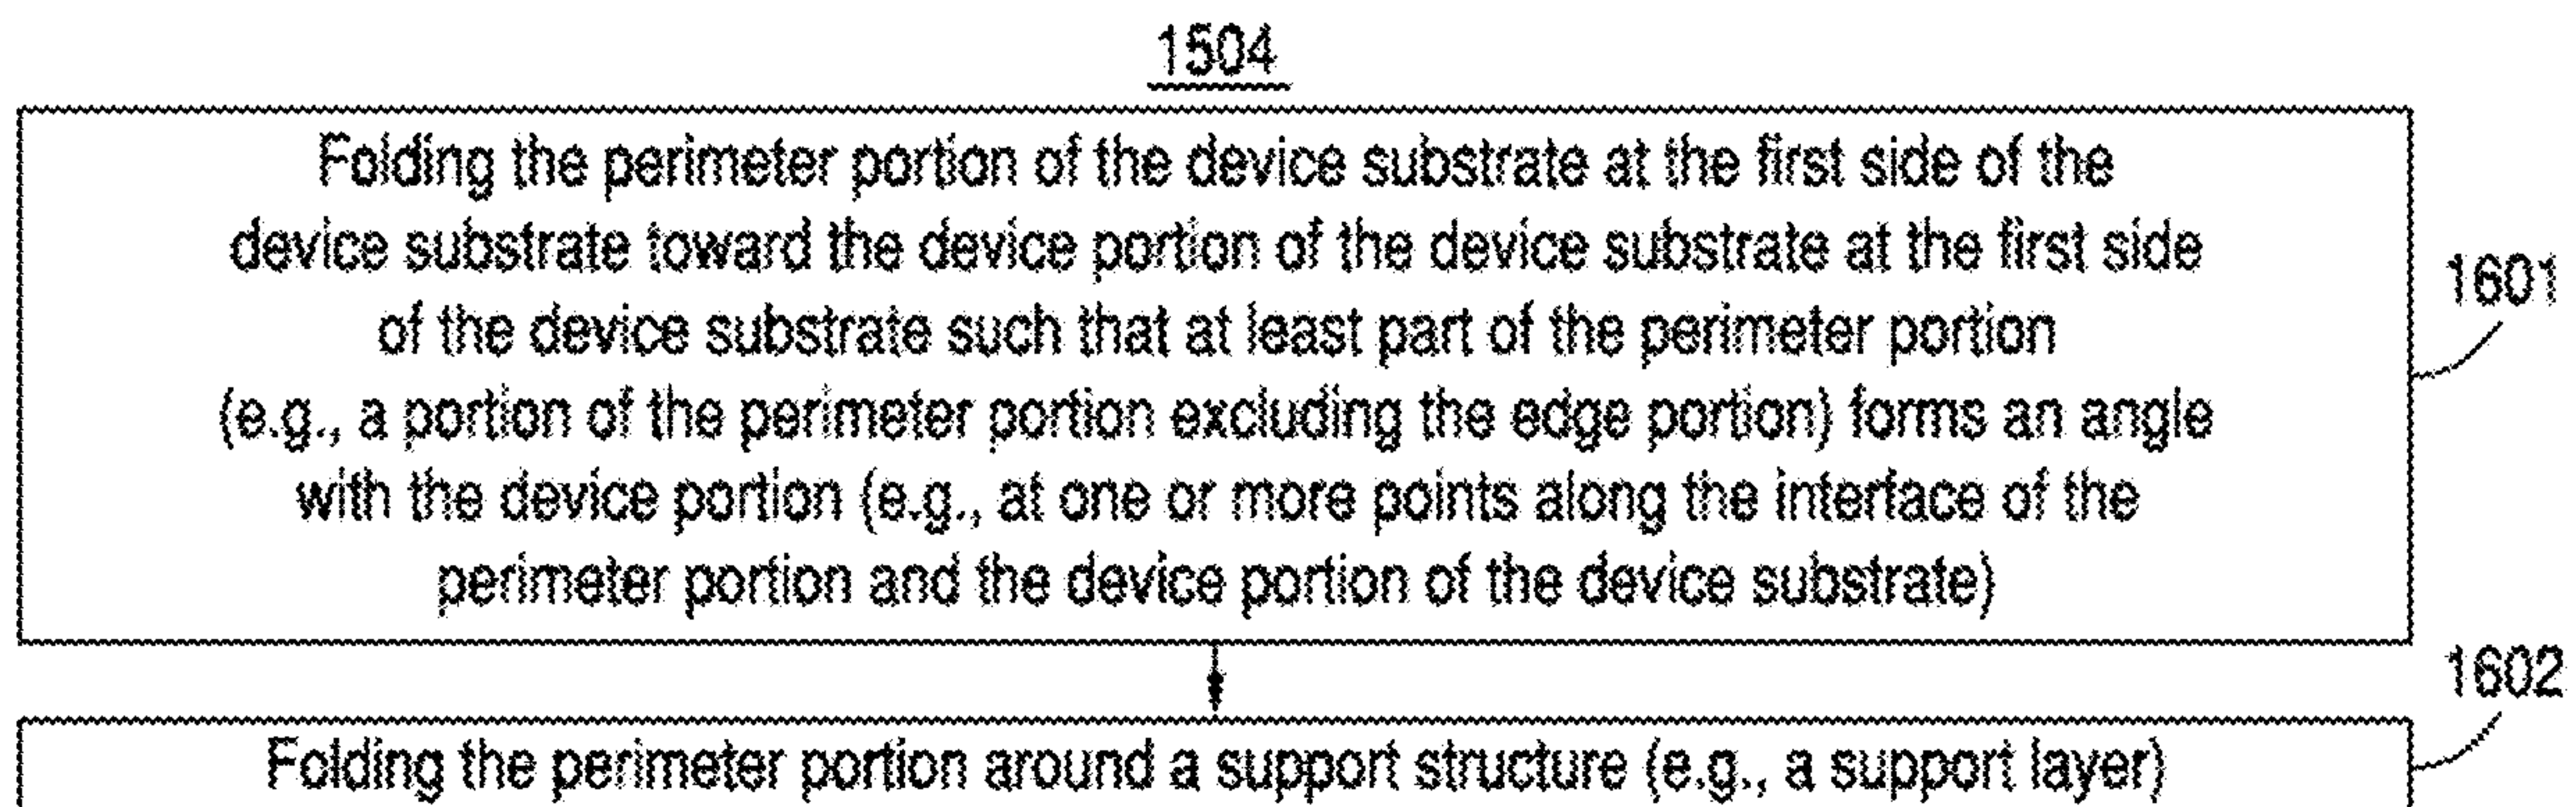 1504
Folding the perimeter portion of the device substrate at the first side of the
device substrate toward the device portion of the device substrate at the first side
of the device substrate such that at least part of the perimeter portion
(e.g., a portion of the perimeter portion excluding the edge portion) forms an angle
with the device portion (e.g., at one or more points along the interface of the
perimeter portion and the device portion of the device substrate)
1601
1602
Folding the perimeter portion around a support structure (e.g., a support layer)